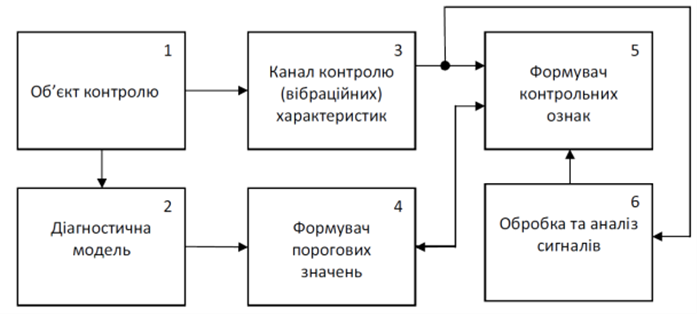 1
Об’єкт контролю
3
Канал контролю
(вібраційних)
характеристик
5
Формувач
контрольних
ознак
2
Діагностична
модель
4
Формувач
порогових
значень
6
Обробка та аналіз
сигналів